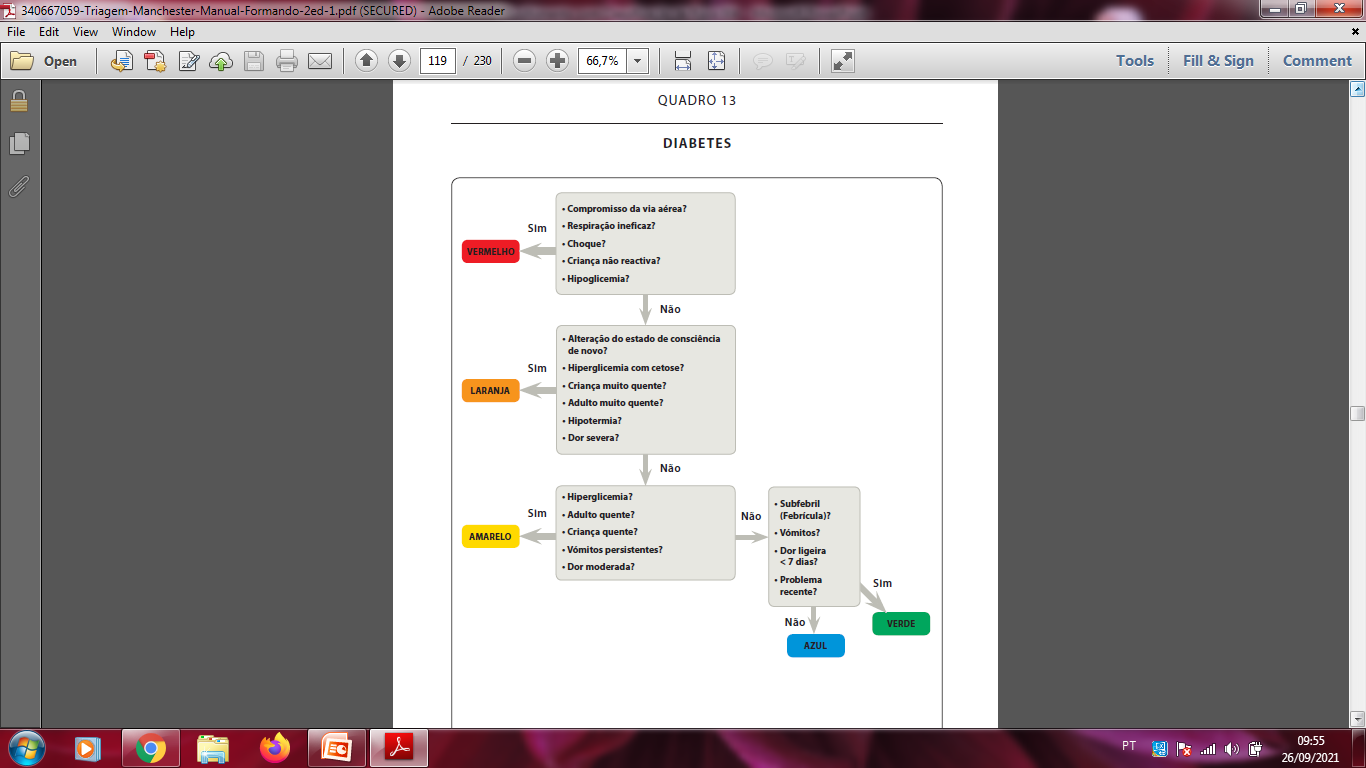 340667059-Triagem-Manchester-Manual-Formando-2ed-1.pdf (SECURED) - Adobe Reader
File Edit View Window Help
Open 119 / 230 66,7% Tools Fill & Sign Comment
QUADRO 13
DIABETES
• Compromisso da via aérea?
• Respiração ineficaz?
• Choque?
• Criança não reactiva?
• Hipoglicemia?
Sim
VERMELHO
Não
• Alteração do estado de consciência
de novo?
• Hiperglicemia com cetose?
• Criança muito quente?
• Adulto muito quente?
• Hipotermia?
• Dor severa?
Sim
LARANJA
Não
• Hiperglicemia?
• Adulto quente?
• Criança quente?
• Vómitos persistentes?
• Dor moderada?
Sim
AMARELO
Não
• Subfebril
(Febrícula)?
• Vómitos?
• Dor ligeira
< 7 dias?
• Problema
recente?
Sim
VERDE
Não
AZUL
PT
09:55
26/09/2021